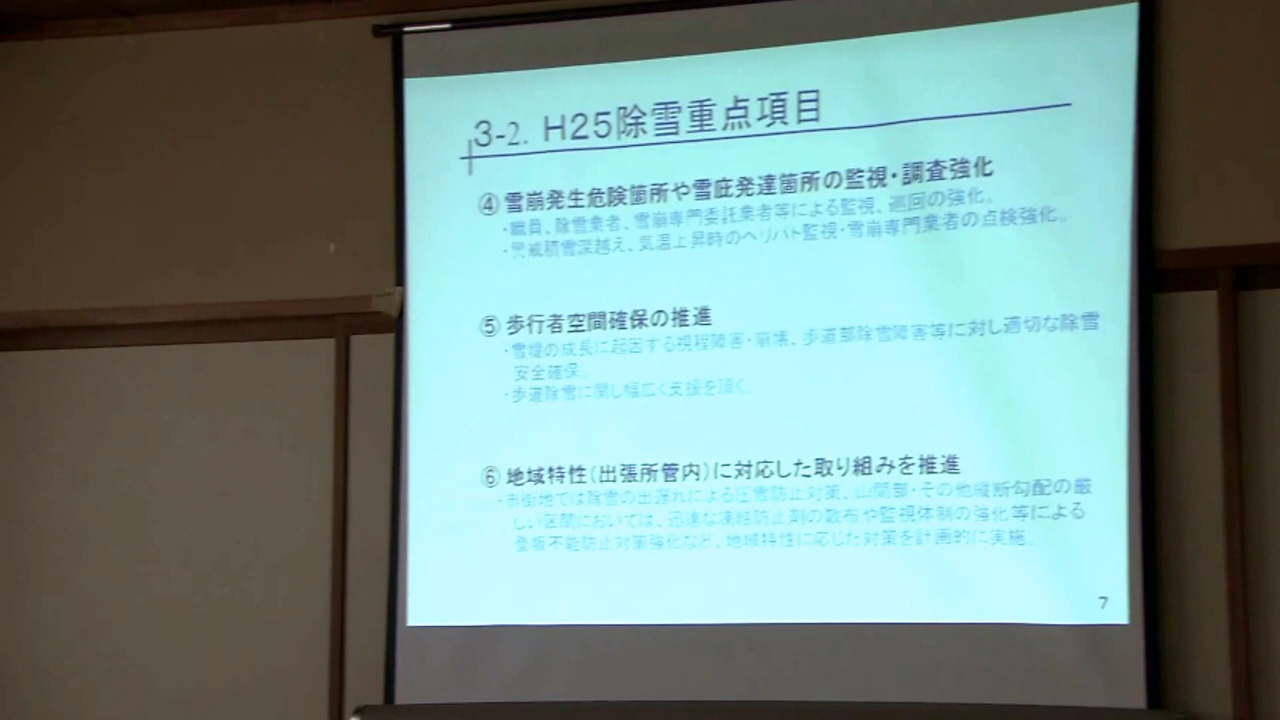 3-2. H25除雪重点項目
④ 雪崩発生危険箇所や雪庇発達箇所の監視・調査強化
・職員、除雪業者、雪崩専門委託業者等による監視、巡回の強化。
・警戒積雪深越え、気温上昇時のヘリ、パト監視・雪崩専門業者の点検強化。
⑤ 歩行者空間確保の推進
・雪堤の成長に起因する視程障害・崩壊、歩道部除雪障害等に対し適切な除雪
安全確保。
・歩道除雪に関し幅広く支援を頂く。
⑥ 地域特性（出張所管内）に対応した取り組みを推進
・市街地では除雪の出遅れによる圧雪防止対策、山間部・その他縦断勾配の厳
しい区間においては、迅速な凍結防止剤の散布や監視体制の強化等による
登坂不能防止対策強化など、地域特性に応じた対策を計画的に実施。
7